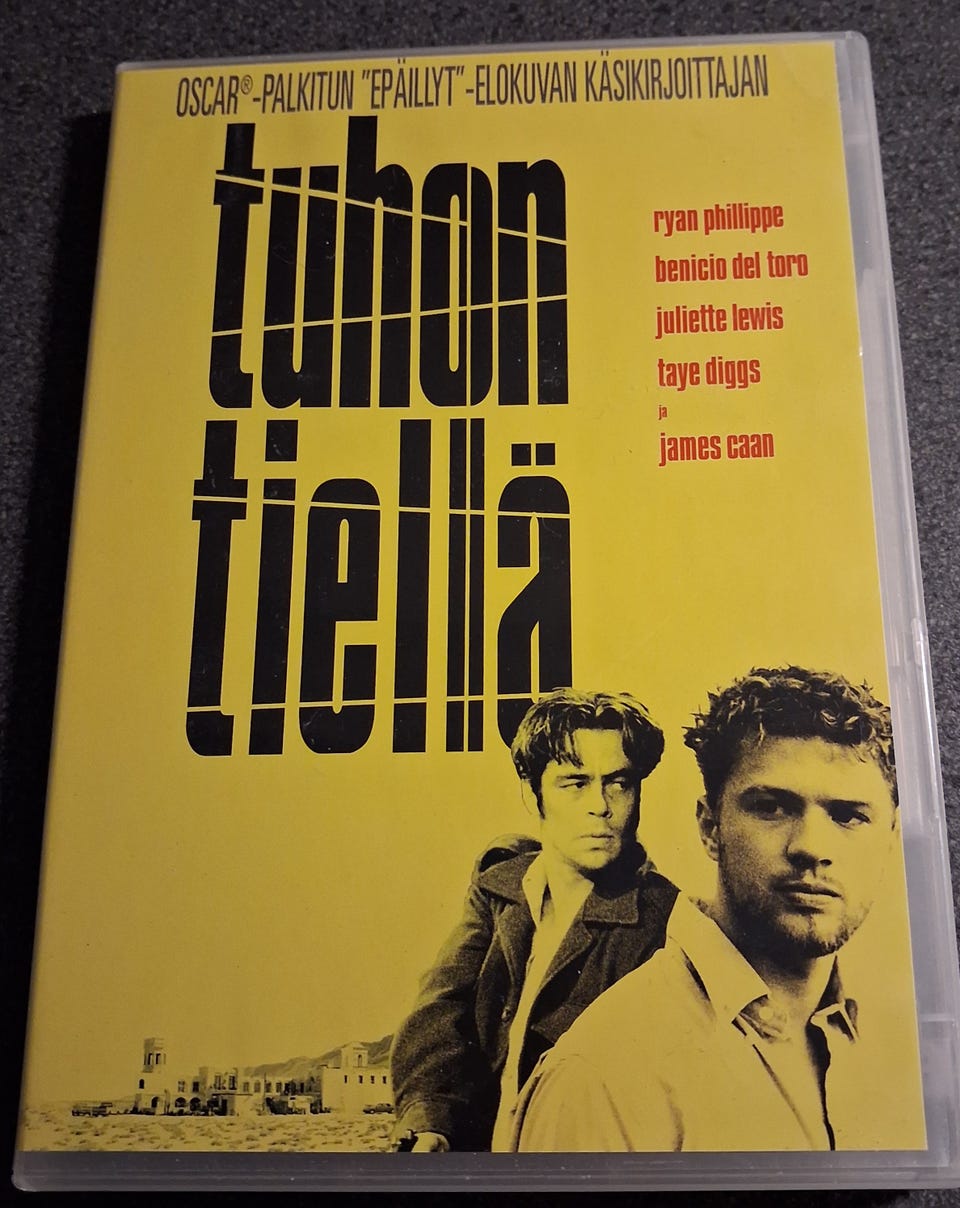 OSCAR®-PALKITUN "EPÄILLYT"-ELOKUVAN KÄSIKIRJOITTAJAN
tuhon
tiellä
ryan phillippe
benicio del toro
juliette lewis
taye diggs
ja
james caan